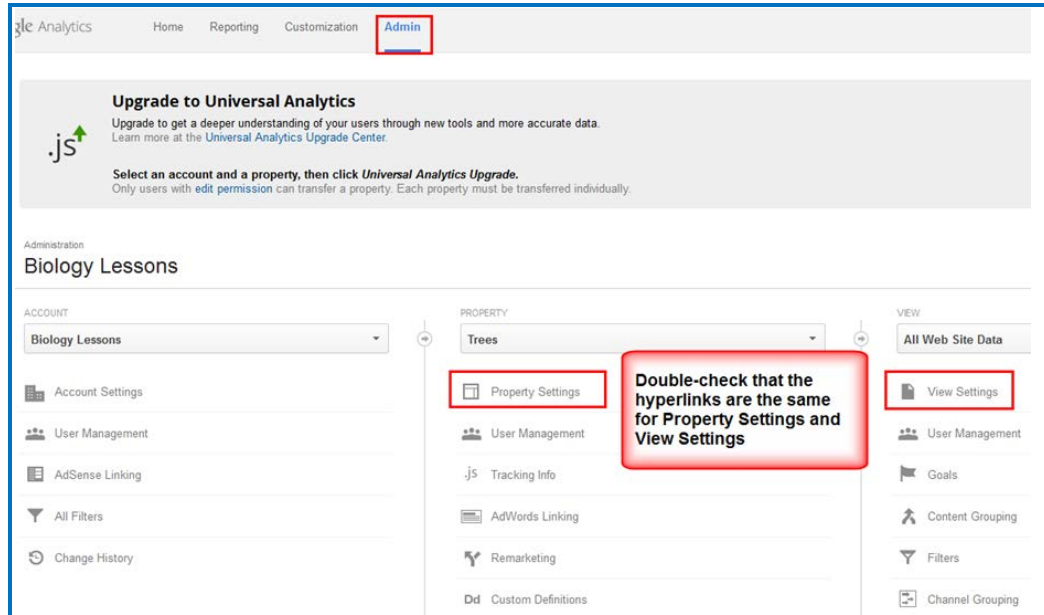 gle Analytics Home Reporting Customization Admin
Upgrade to Universal Analytics
Upgrade to get a deeper understanding of your users through new tools and more accurate data.
Learn more at the Universal Analytics Upgrade Center.
.js
Select an account and a property, then click Universal Analytics Upgrade.
Only users with edit permission can transfer a property. Each property must be transferred individually.
Administration
Biology Lessons
ACCOUNT
Biology Lessons
Account Settings
User Management
AdSense Linking
All Filters
Change History
PROPERTY
Trees
Property Settings
User Management
.js Tracking Info
AdWords Linking
Remarketing
Dd Custom Definitions
Double-check that the
hyperlinks are the same
for Property Settings and
View Settings
VIEW
All Web Site Data
View Settings
User Management
Goals
Content Grouping
Filters
Channel Grouping